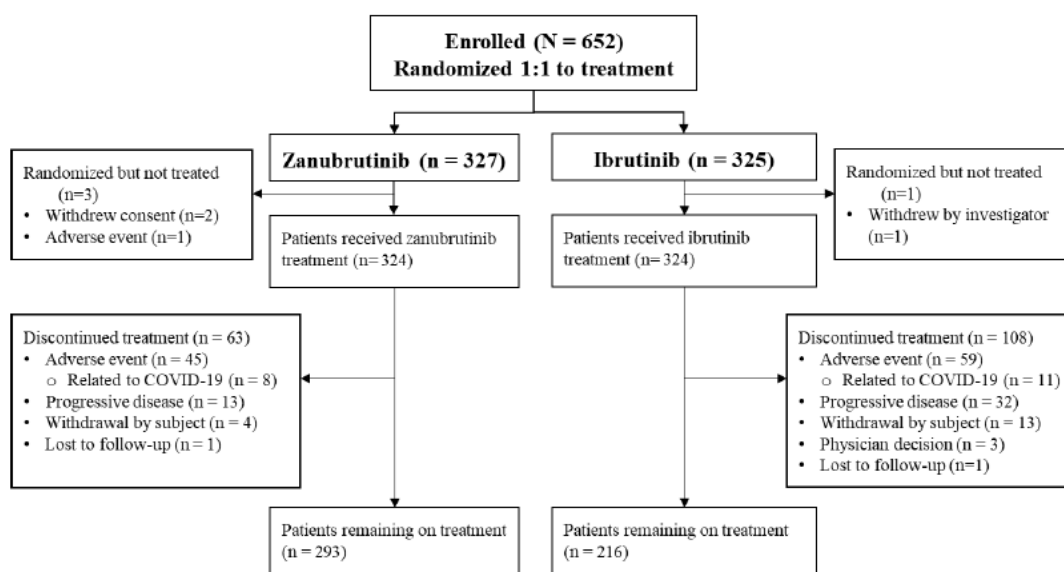 Enrolled (N = 652)
Randomized 1:1 to treatment
Zanubrutinib (n = 327)
Ibrutinib (n = 325)
Randomized but not treated
(n=3)
• Withdrew consent (n=2)
• Adverse event (n=1)
Randomized but not treated
(n=1)
• Withdrew by investigator
(n=1)
Patients received zanubrutinib
treatment (n= 324)
Patients received ibrutinib
treatment (n= 324)
Discontinued treatment (n = 63)
• Adverse event (n = 45)
o Related to COVID-19 (n = 8)
• Progressive disease (n = 13)
• Withdrawal by subject (n = 4)
• Lost to follow-up (n = 1)
Discontinued treatment (n = 108)
• Adverse event (n = 59)
o Related to COVID-19 (n = 11)
• Progressive disease (n = 32)
• Withdrawal by subject (n = 13)
• Physician decision (n = 3)
• Lost to follow-up (n=1)
Patients remaining on treatment
(n = 293)
Patients remaining on treatment
(n = 216)